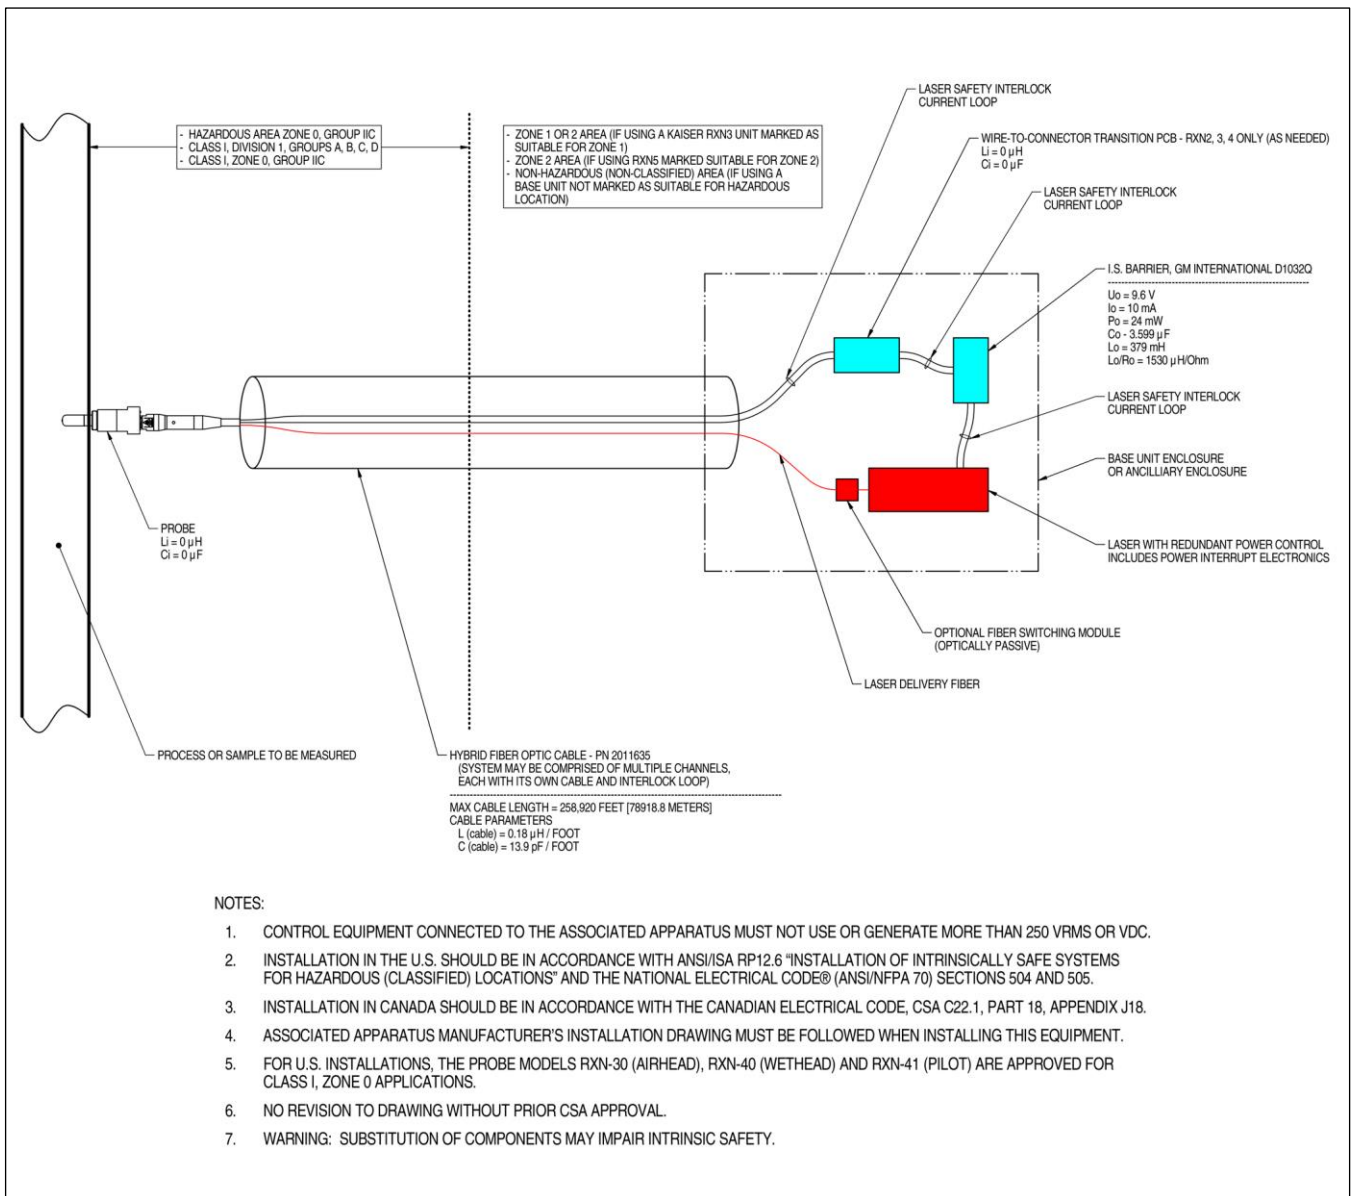 LASER SAFETY INTERLOCK
CURRENT LOOP
- HAZARDOUS AREA ZONE 0, GROUP IIC
- CLASS I, DIVISION 1, GROUPS A, B, C, D
- CLASS I, ZONE 0, GROUP IIC
- ZONE 1 OR 2 AREA (IF USING A KAISER RXN3 UNIT MARKED AS
SUITABLE FOR ZONE 1)
- ZONE 2 AREA (IF USING RXN5 MARKED SUITABLE FOR ZONE 2)
- NON-HAZARDOUS (NON-CLASSIFIED) AREA (IF USING A
BASE UNIT NOT MARKED AS SUITABLE FOR HAZARDOUS
LOCATION)
WIRE-TO-CONNECTOR TRANSITION PCB - RXN2, 3, 4 ONLY (AS NEEDED)
Li = 0 µH
Ci = 0 µF
LASER SAFETY INTERLOCK
CURRENT LOOP
I.S. BARRIER, GM INTERNATIONAL D1032Q
Uo = 9.6 V
Io = 10 mA
Po = 24 mW
Co - 3.599 µF
Lo = 379 mH
Lo/Ro = 1530 µH/Ohm
LASER SAFETY INTERLOCK
CURRENT LOOP
BASE UNIT ENCLOSURE
OR ANCILLIARY ENCLOSURE
PROBE
Li = 0 µH
Ci = 0 µF
LASER WITH REDUNDANT POWER CONTROL
INCLUDES POWER INTERRUPT ELECTRONICS
OPTIONAL FIBER SWITCHING MODULE
(OPTICALLY PASSIVE)
LASER DELIVERY FIBER
PROCESS OR SAMPLE TO BE MEASURED
HYBRID FIBER OPTIC CABLE - PN 2011635
(SYSTEM MAY BE COMPRISED OF MULTIPLE CHANNELS,
EACH WITH ITS OWN CABLE AND INTERLOCK LOOP)
MAX CABLE LENGTH = 258,920 FEET [78918.8 METERS]
CABLE PARAMETERS
L (cable) = 0.18 µH / FOOT
C (cable) = 13.9 pF / FOOT
NOTES:
1. CONTROL EQUIPMENT CONNECTED TO THE ASSOCIATED APPARATUS MUST NOT USE OR GENERATE MORE THAN 250 VRMS OR VDC.
2. INSTALLATION IN THE U.S. SHOULD BE IN ACCORDANCE WITH ANSI/ISA RP12.6 “INSTALLATION OF INTRINSICALLY SAFE SYSTEMS
FOR HAZARDOUS (CLASSIFIED) LOCATIONS” AND THE NATIONAL ELECTRICAL CODE® (ANSI/NFPA 70) SECTIONS 504 AND 505.
3. INSTALLATION IN CANADA SHOULD BE IN ACCORDANCE WITH THE CANADIAN ELECTRICAL CODE, CSA C22.1, PART 18, APPENDIX J18.
4. ASSOCIATED APPARATUS MANUFACTURER'S INSTALLATION DRAWING MUST BE FOLLOWED WHEN INSTALLING THIS EQUIPMENT.
5. FOR U.S. INSTALLATIONS, THE PROBE MODELS RXN-30 (AIRHEAD), RXN-40 (WETHEAD) AND RXN-41 (PILOT) ARE APPROVED FOR
CLASS I, ZONE 0 APPLICATIONS.
6. NO REVISION TO DRAWING WITHOUT PRIOR CSA APPROVAL.
7. WARNING: SUBSTITUTION OF COMPONENTS MAY IMPAIR INTRINSIC SAFETY.